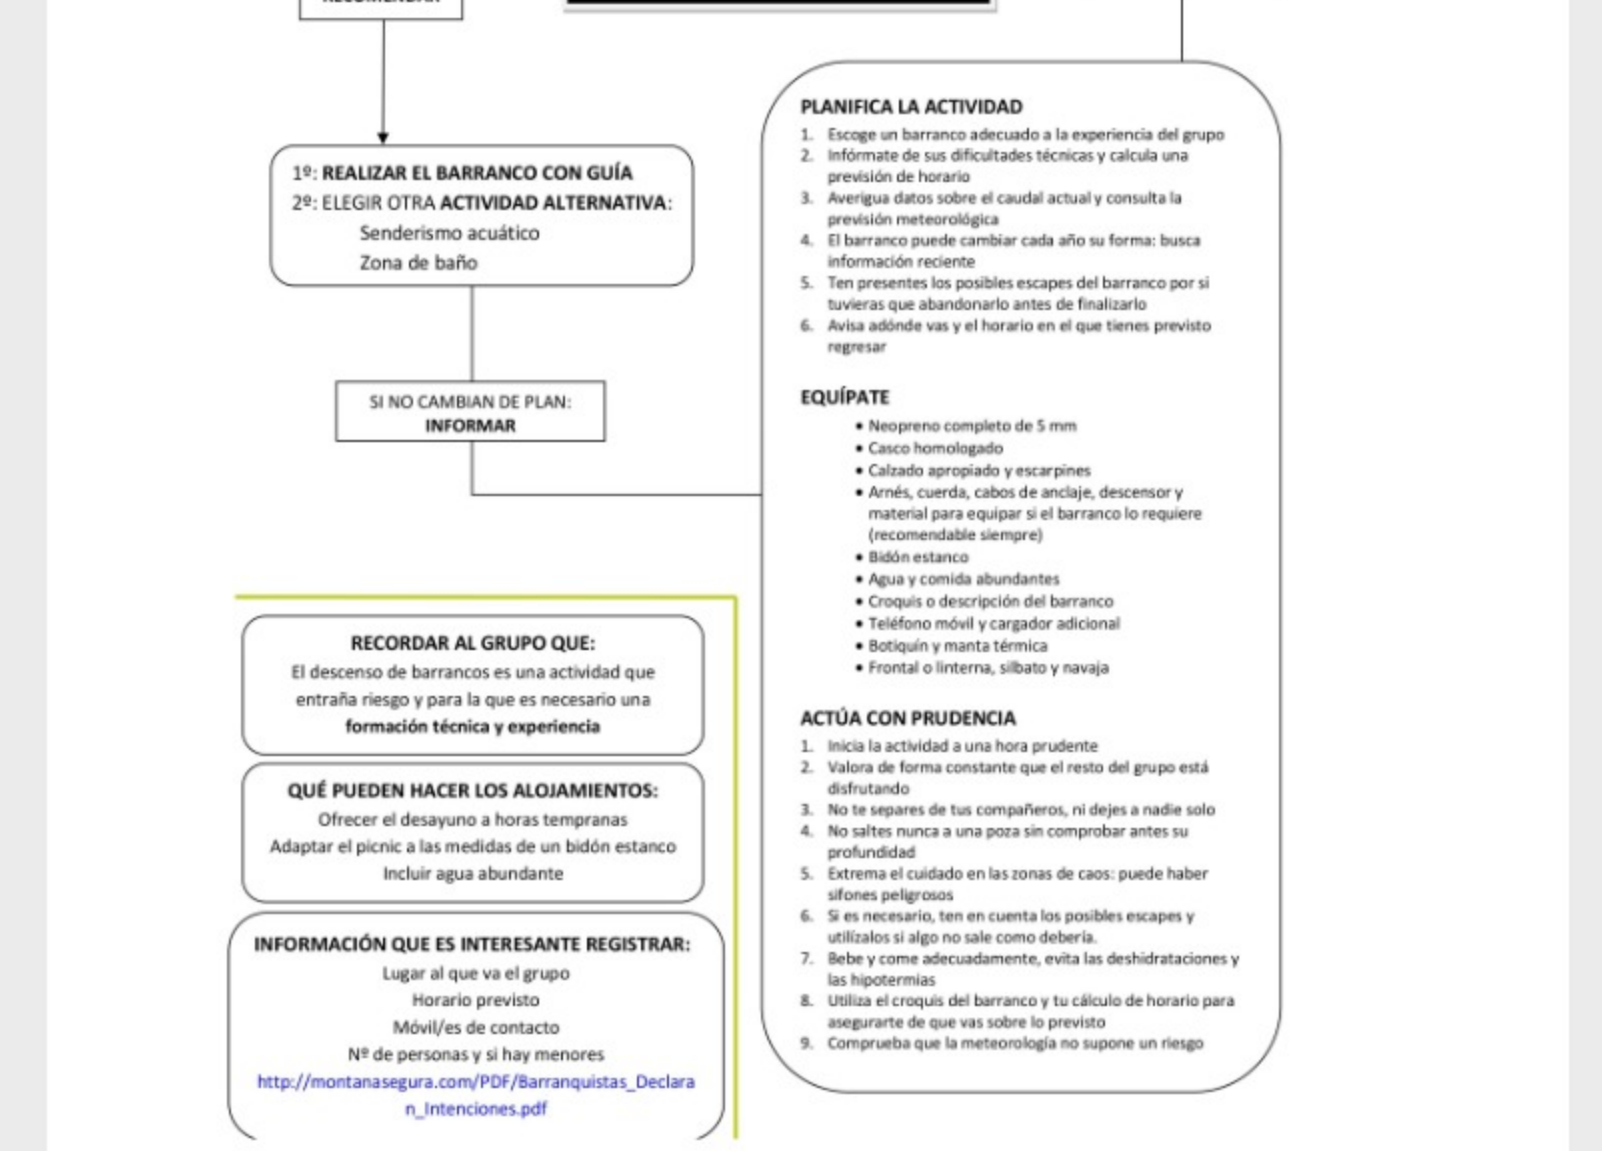 RECOMENDAR
1º: REALIZAR EL BARRANCO CON GUÍA
2º: ELEGIR OTRA ACTIVIDAD ALTERNATIVA:
Senderismo acuático
Zona de baño
SI NO CAMBIAN DE PLAN:
INFORMAR
PLANIFICA LA ACTIVIDAD
1. Escoge un barranco adecuado a la experiencia del grupo
2. Infórmate de sus dificultades técnicas y calcula una
previsión de horario
3. Averigua datos sobre el caudal actual y consulta la
previsión meteorológica
4. El barranco puede cambiar cada año su forma: busca
información reciente
5. Ten presentes los posibles escapes del barranco por si
tuvieras que abandonarlo antes de finalizarlo
6. Avisa adónde vas y el horario en el que tienes previsto
regresar
EQUÍPATE
• Neopreno completo de 5 mm
• Casco homologado
• Calzado apropiado y escarpines
• Arnés, cuerda, cabos de anclaje, descensor y
material para equipar si el barranco lo requiere
(recomendable siempre)
• Bidón estanco
• Agua y comida abundantes
• Croquis o descripción del barranco
• Teléfono móvil y cargador adicional
• Botiquín y manta térmica
• Frontal o linterna, silbato y navaja
ACTÚA CON PRUDENCIA
1. Inicia la actividad a una hora prudente
2. Valora de forma constante que el resto del grupo está
disfrutando
3. No te separes de tus compañeros, ni dejes a nadie solo
4. No saltes nunca a una poza sin comprobar antes su
profundidad
5. Extrema el cuidado en las zonas de caos: puede haber
sifones peligrosos
6. Si es necesario, ten en cuenta los posibles escapes y
utilízalos si algo no sale como debería.
7. Bebe y come adecuadamente, evita las deshidrataciones y
las hipotermias
8. Utiliza el croquis del barranco y tu cálculo de horario para
asegurarte de que vas sobre lo previsto
9. Comprueba que la meteorología no supone un riesgo
RECORDAR AL GRUPO QUE:
El descenso de barrancos es una actividad que
entraña riesgo y para la que es necesario una
formación técnica y experiencia
QUÉ PUEDEN HACER LOS ALOJAMIENTOS:
Ofrecer el desayuno a horas tempranas
Adaptar el picnic a las medidas de un bidón estanco
Incluir agua abundante
INFORMACIÓN QUE ES INTERESANTE REGISTRAR:
Lugar al que va el grupo
Horario previsto
Móvil/es de contacto
Nº de personas y si hay menores
http://montanasegura.com/PDF/Barranquistas_Declara
n_Intenciones.pdf